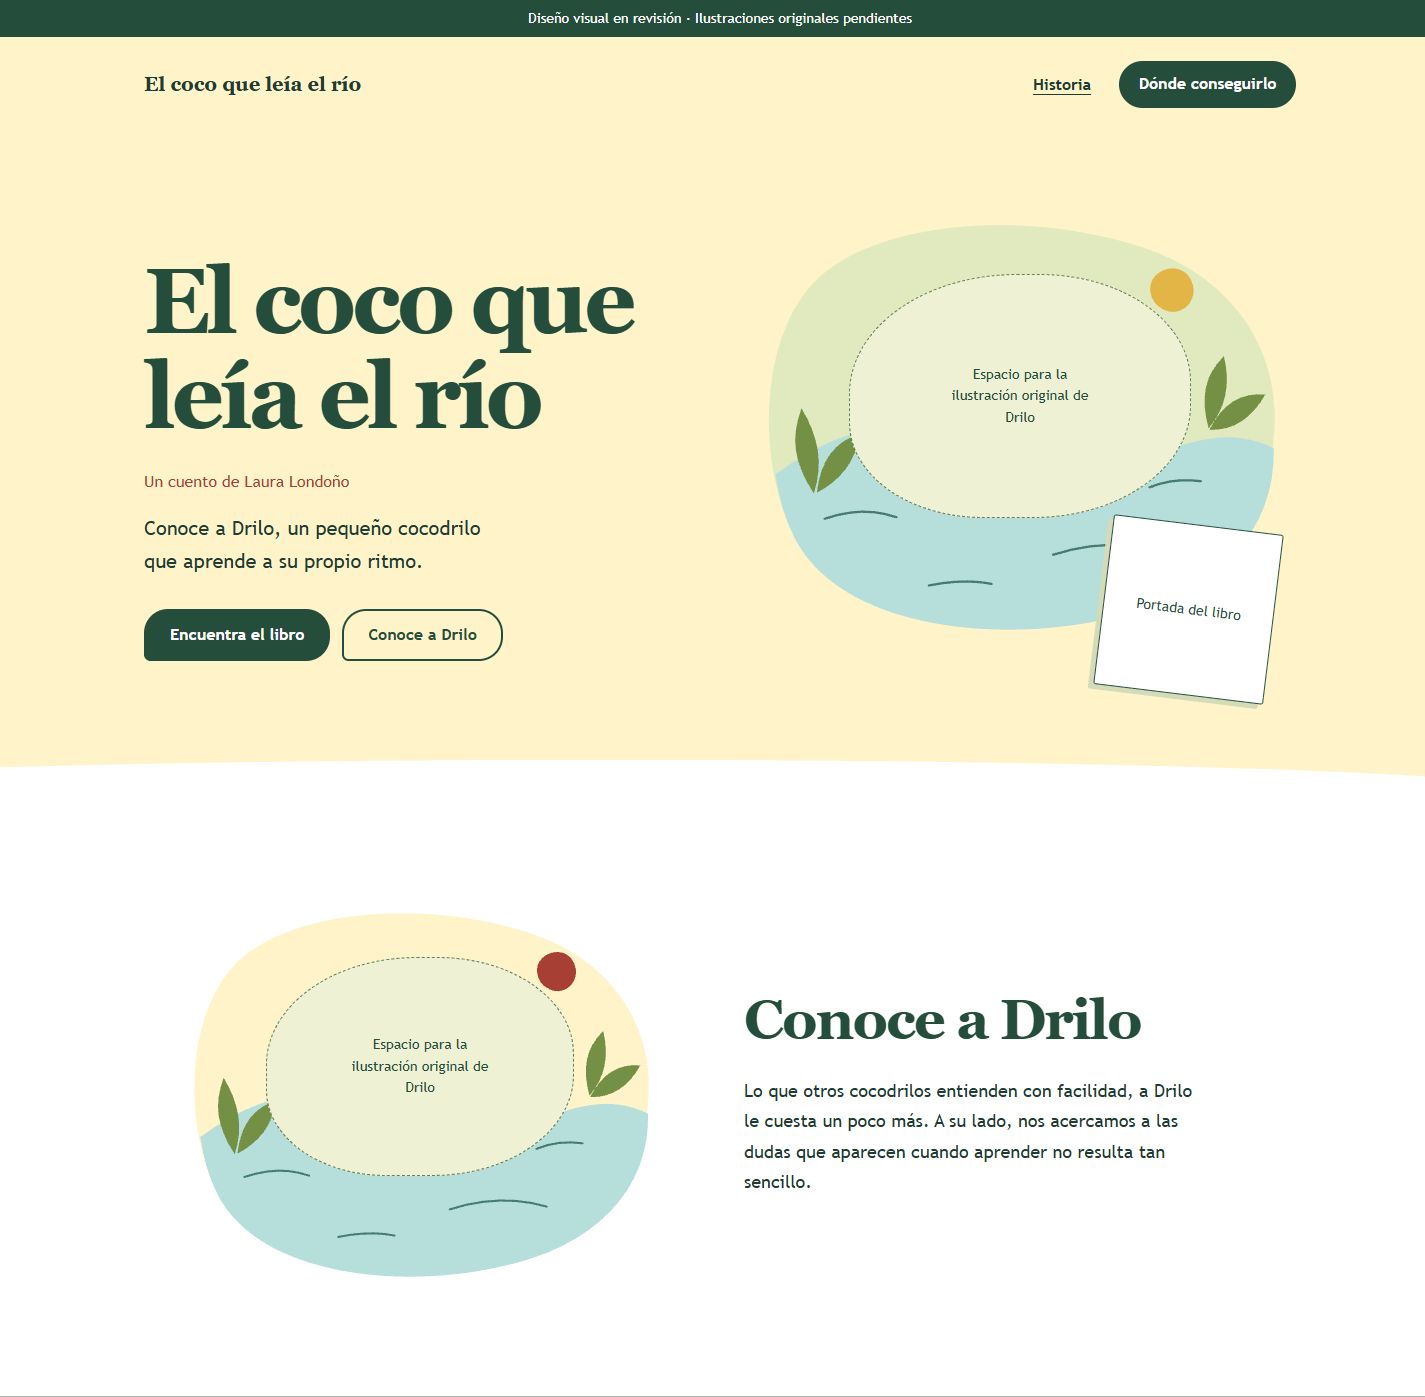 Diseño visual en revisión · Ilustraciones originales pendientes
El coco que leía el río
Historia
Dónde conseguirlo
El coco que
leía el río
Un cuento de Laura Londoño
Conoce a Drilo, un pequeño cocodrilo
que aprende a su propio ritmo.
Encuentra el libro
Conoce a Drilo
Espacio para la
ilustración original de
Drilo
Portada del libro
Espacio para la
ilustración original de
Drilo
Conoce a Drilo
Lo que otros cocodrilos entienden con facilidad, a Drilo
le cuesta un poco más. A su lado, nos acercamos a las
dudas que aparecen cuando aprender no resulta tan
sencillo.